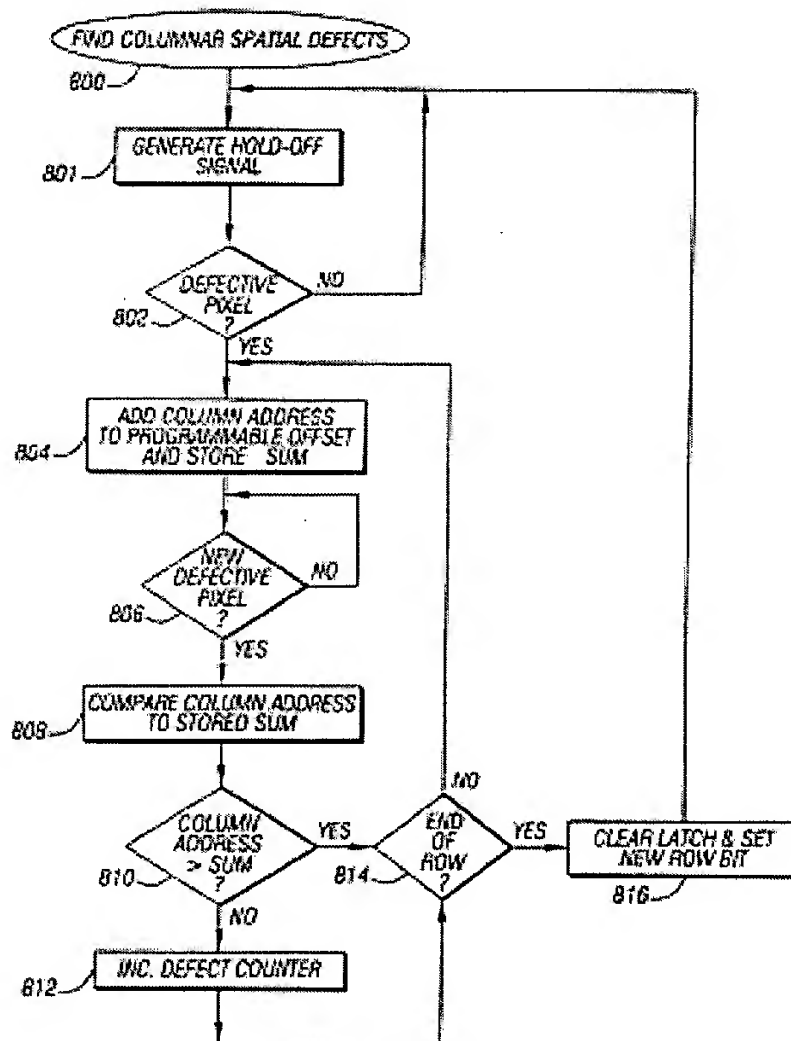 FIND COLUMNAR SPATIAL DEFECTS
800
GENERATE HOLD-OFF
SIGNAL
801
DEFECTIVE
PIXEL
?
802
NO
YES
ADD COLUMN ADDRESS
TO PROGRAMMABLE OFFSET
AND STORE SUM
804
NEW
DEFECTIVE
PIXEL
?
806
NO
YES
COMPARE COLUMN ADDRESS
TO STORED SUM
808
COLUMN
ADDRESS
> SUM
?
810
YES
NO
END
OF
ROW
?
814
NO
YES
CLEAR LATCH & SET
NEW ROW BIT
816
INC. DEFECT COUNTER
812